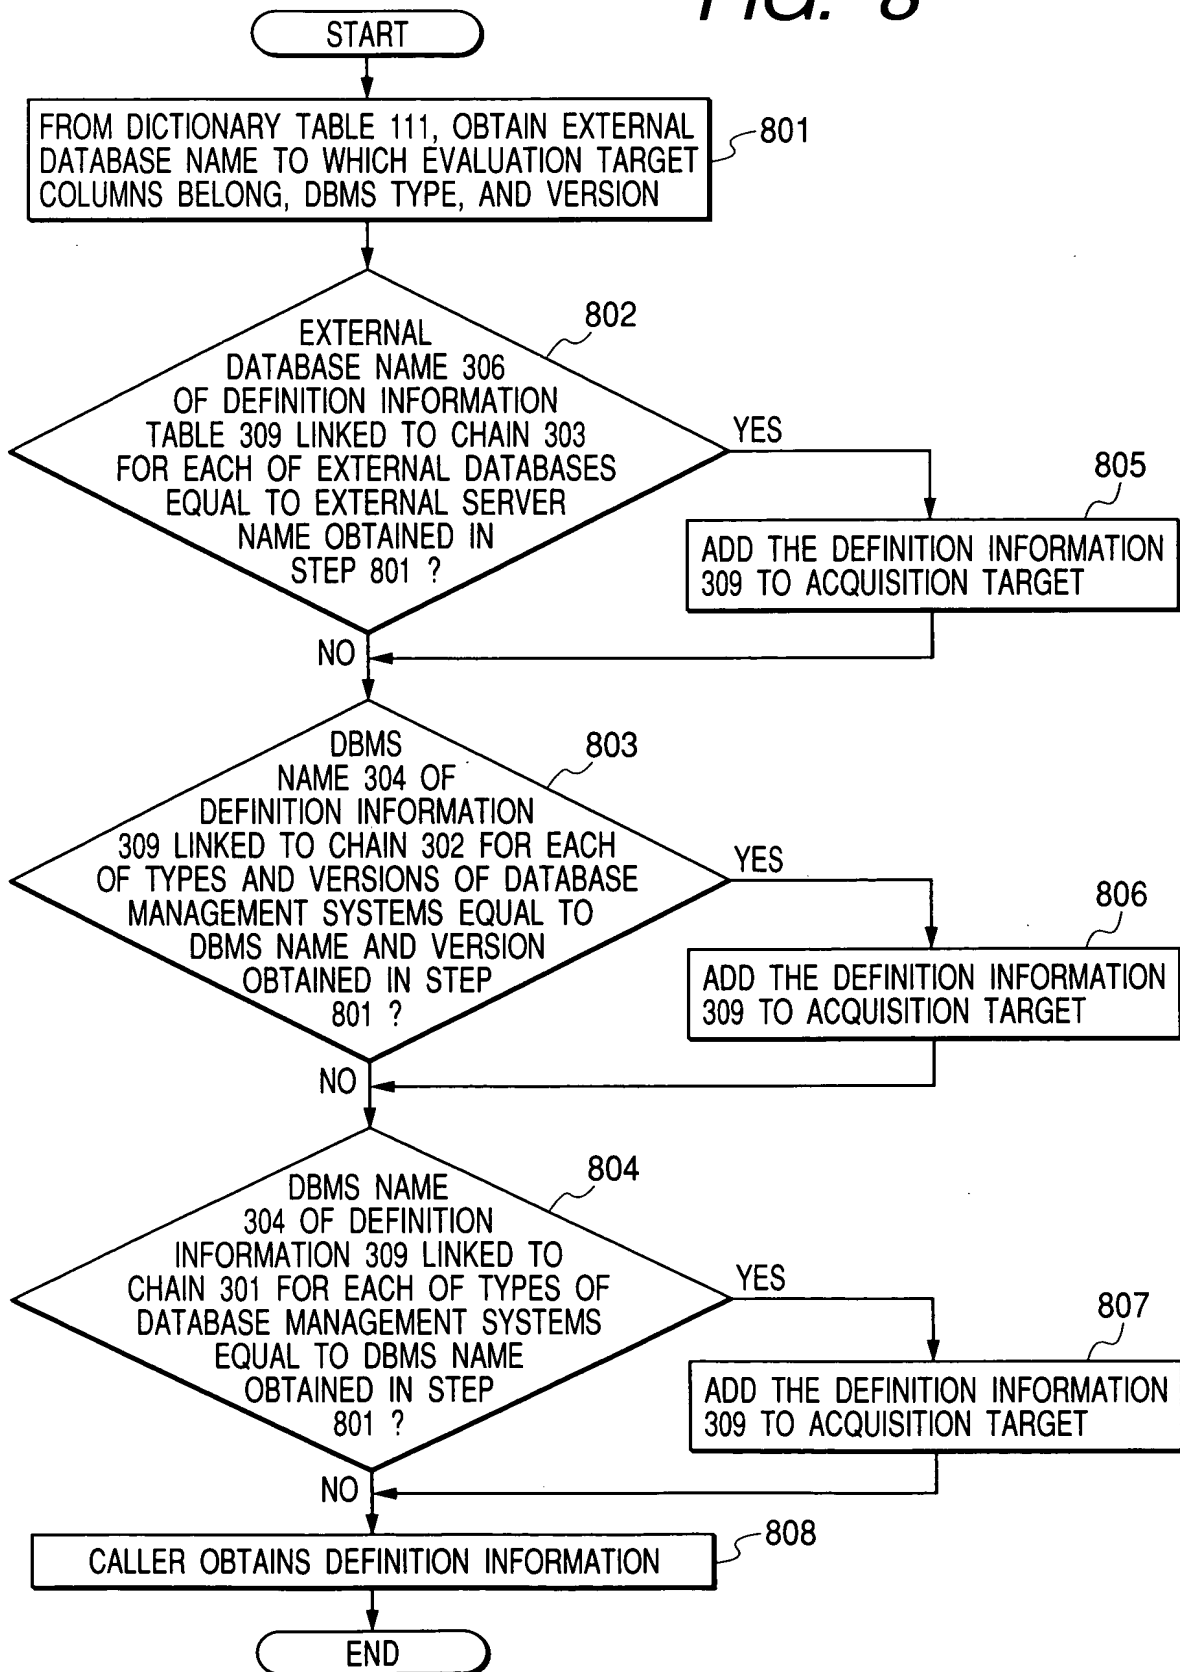 FIG. 8
START
FROM DICTIONARY TABLE 111, OBTAIN EXTERNAL
DATABASE NAME TO WHICH EVALUATION TARGET
COLUMNS BELONG, DBMS TYPE, AND VERSION
801
EXTERNAL
DATABASE NAME 306
OF DEFINITION INFORMATION
TABLE 309 LINKED TO CHAIN 303
FOR EACH OF EXTERNAL DATABASES
EQUAL TO EXTERNAL SERVER
NAME OBTAINED IN
STEP 801 ?
802
YES
805
ADD THE DEFINITION INFORMATION
309 TO ACQUISITION TARGET
NO
DBMS
NAME 304 OF
DEFINITION INFORMATION
309 LINKED TO CHAIN 302 FOR EACH
OF TYPES AND VERSIONS OF DATABASE
MANAGEMENT SYSTEMS EQUAL TO
DBMS NAME AND VERSION
OBTAINED IN STEP
801 ?
803
YES
806
ADD THE DEFINITION INFORMATION
309 TO ACQUISITION TARGET
NO
DBMS NAME
304 OF DEFINITION
INFORMATION 309 LINKED TO
CHAIN 301 FOR EACH OF TYPES OF
DATABASE MANAGEMENT SYSTEMS
EQUAL TO DBMS NAME
OBTAINED IN STEP
801 ?
804
YES
807
ADD THE DEFINITION INFORMATION
309 TO ACQUISITION TARGET
NO
CALLER OBTAINS DEFINITION INFORMATION
808
END